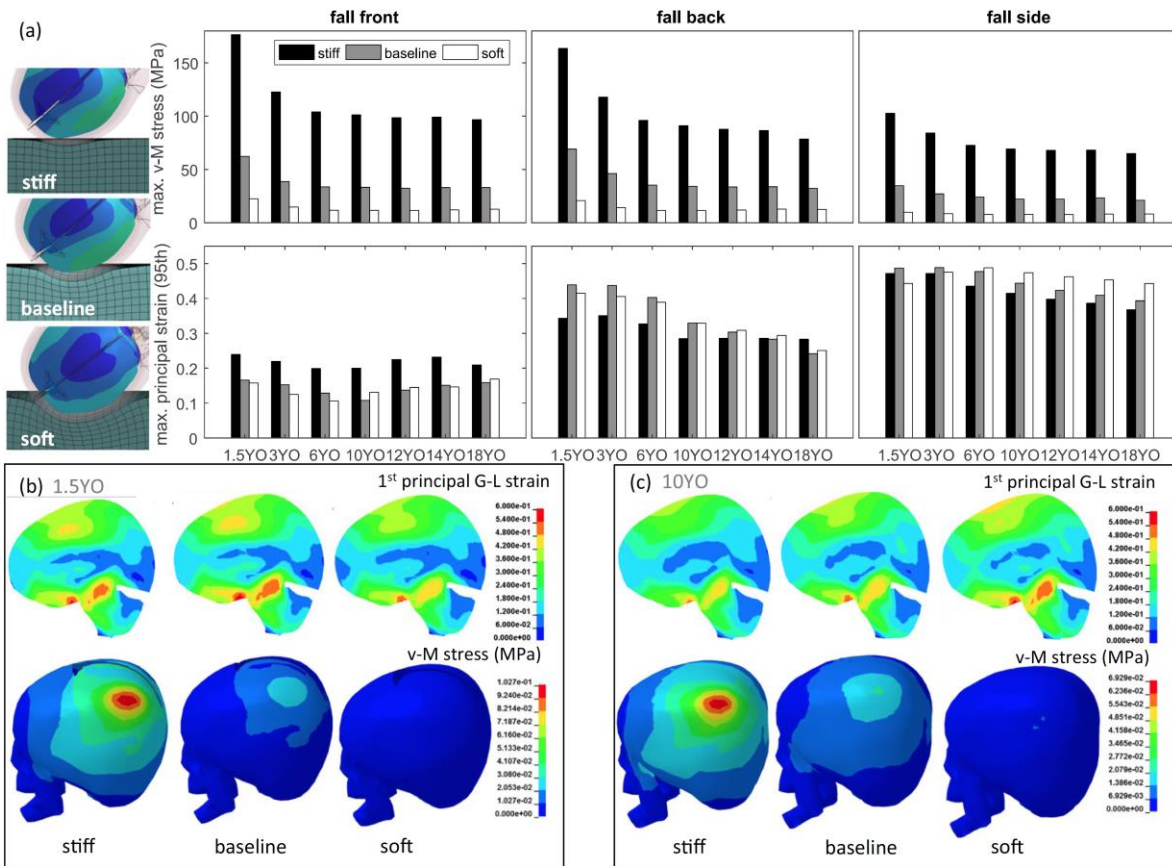 (a)
fall front
fall back
fall side
stiff
baseline
soft
max. v-M stress (MPa)
150
100
50
0
stiff
baseline
soft
max. principal strain (95th)
0.5
0.4
0.3
0.2
0.1
0
1.5YO 3YO 6YO 10YO 12YO 14YO 18YO
1.5YO 3YO 6YO 10YO 12YO 14YO 18YO
1.5YO 3YO 6YO 10YO 12YO 14YO 18YO
(b) 1.5YO
1st principal G-L strain
6.000e-01
5.400e-01
4.800e-01
4.200e-01
3.600e-01
3.000e-01
2.400e-01
1.800e-01
1.200e-01
6.000e-02
0.000e+00
v-M stress (MPa)
1.027e-01
9.240e-02
8.214e-02
7.187e-02
6.160e-02
5.133e-02
4.107e-02
3.080e-02
2.053e-02
1.027e-02
0.000e+00
stiff baseline soft
(c) 10YO
1st principal G-L strain
6.000e-01
5.400e-01
4.800e-01
4.200e-01
3.600e-01
3.000e-01
2.400e-01
1.800e-01
1.200e-01
6.000e-02
0.000e+00
v-M stress (MPa)
6.929e-02
6.236e-02
5.543e-02
4.851e-02
4.158e-02
3.465e-02
2.772e-02
2.079e-02
1.386e-02
6.929e-03
0.000e+00
stiff baseline soft